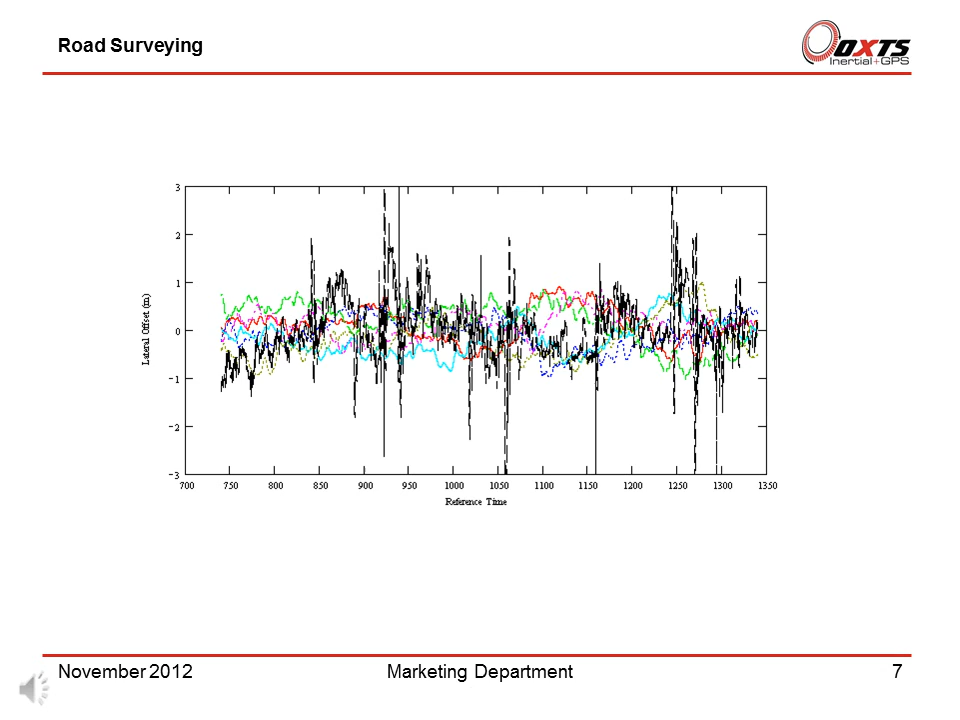 Road Surveying
OXTS
Inertial+GPS
3
2
1
0
-1
-2
-3
Lateral Offset (m)
700 750 800 850 900 950 1000 1050 1100 1150 1200 1250 1300 1350
Reference Time
November 2012 Marketing Department 7